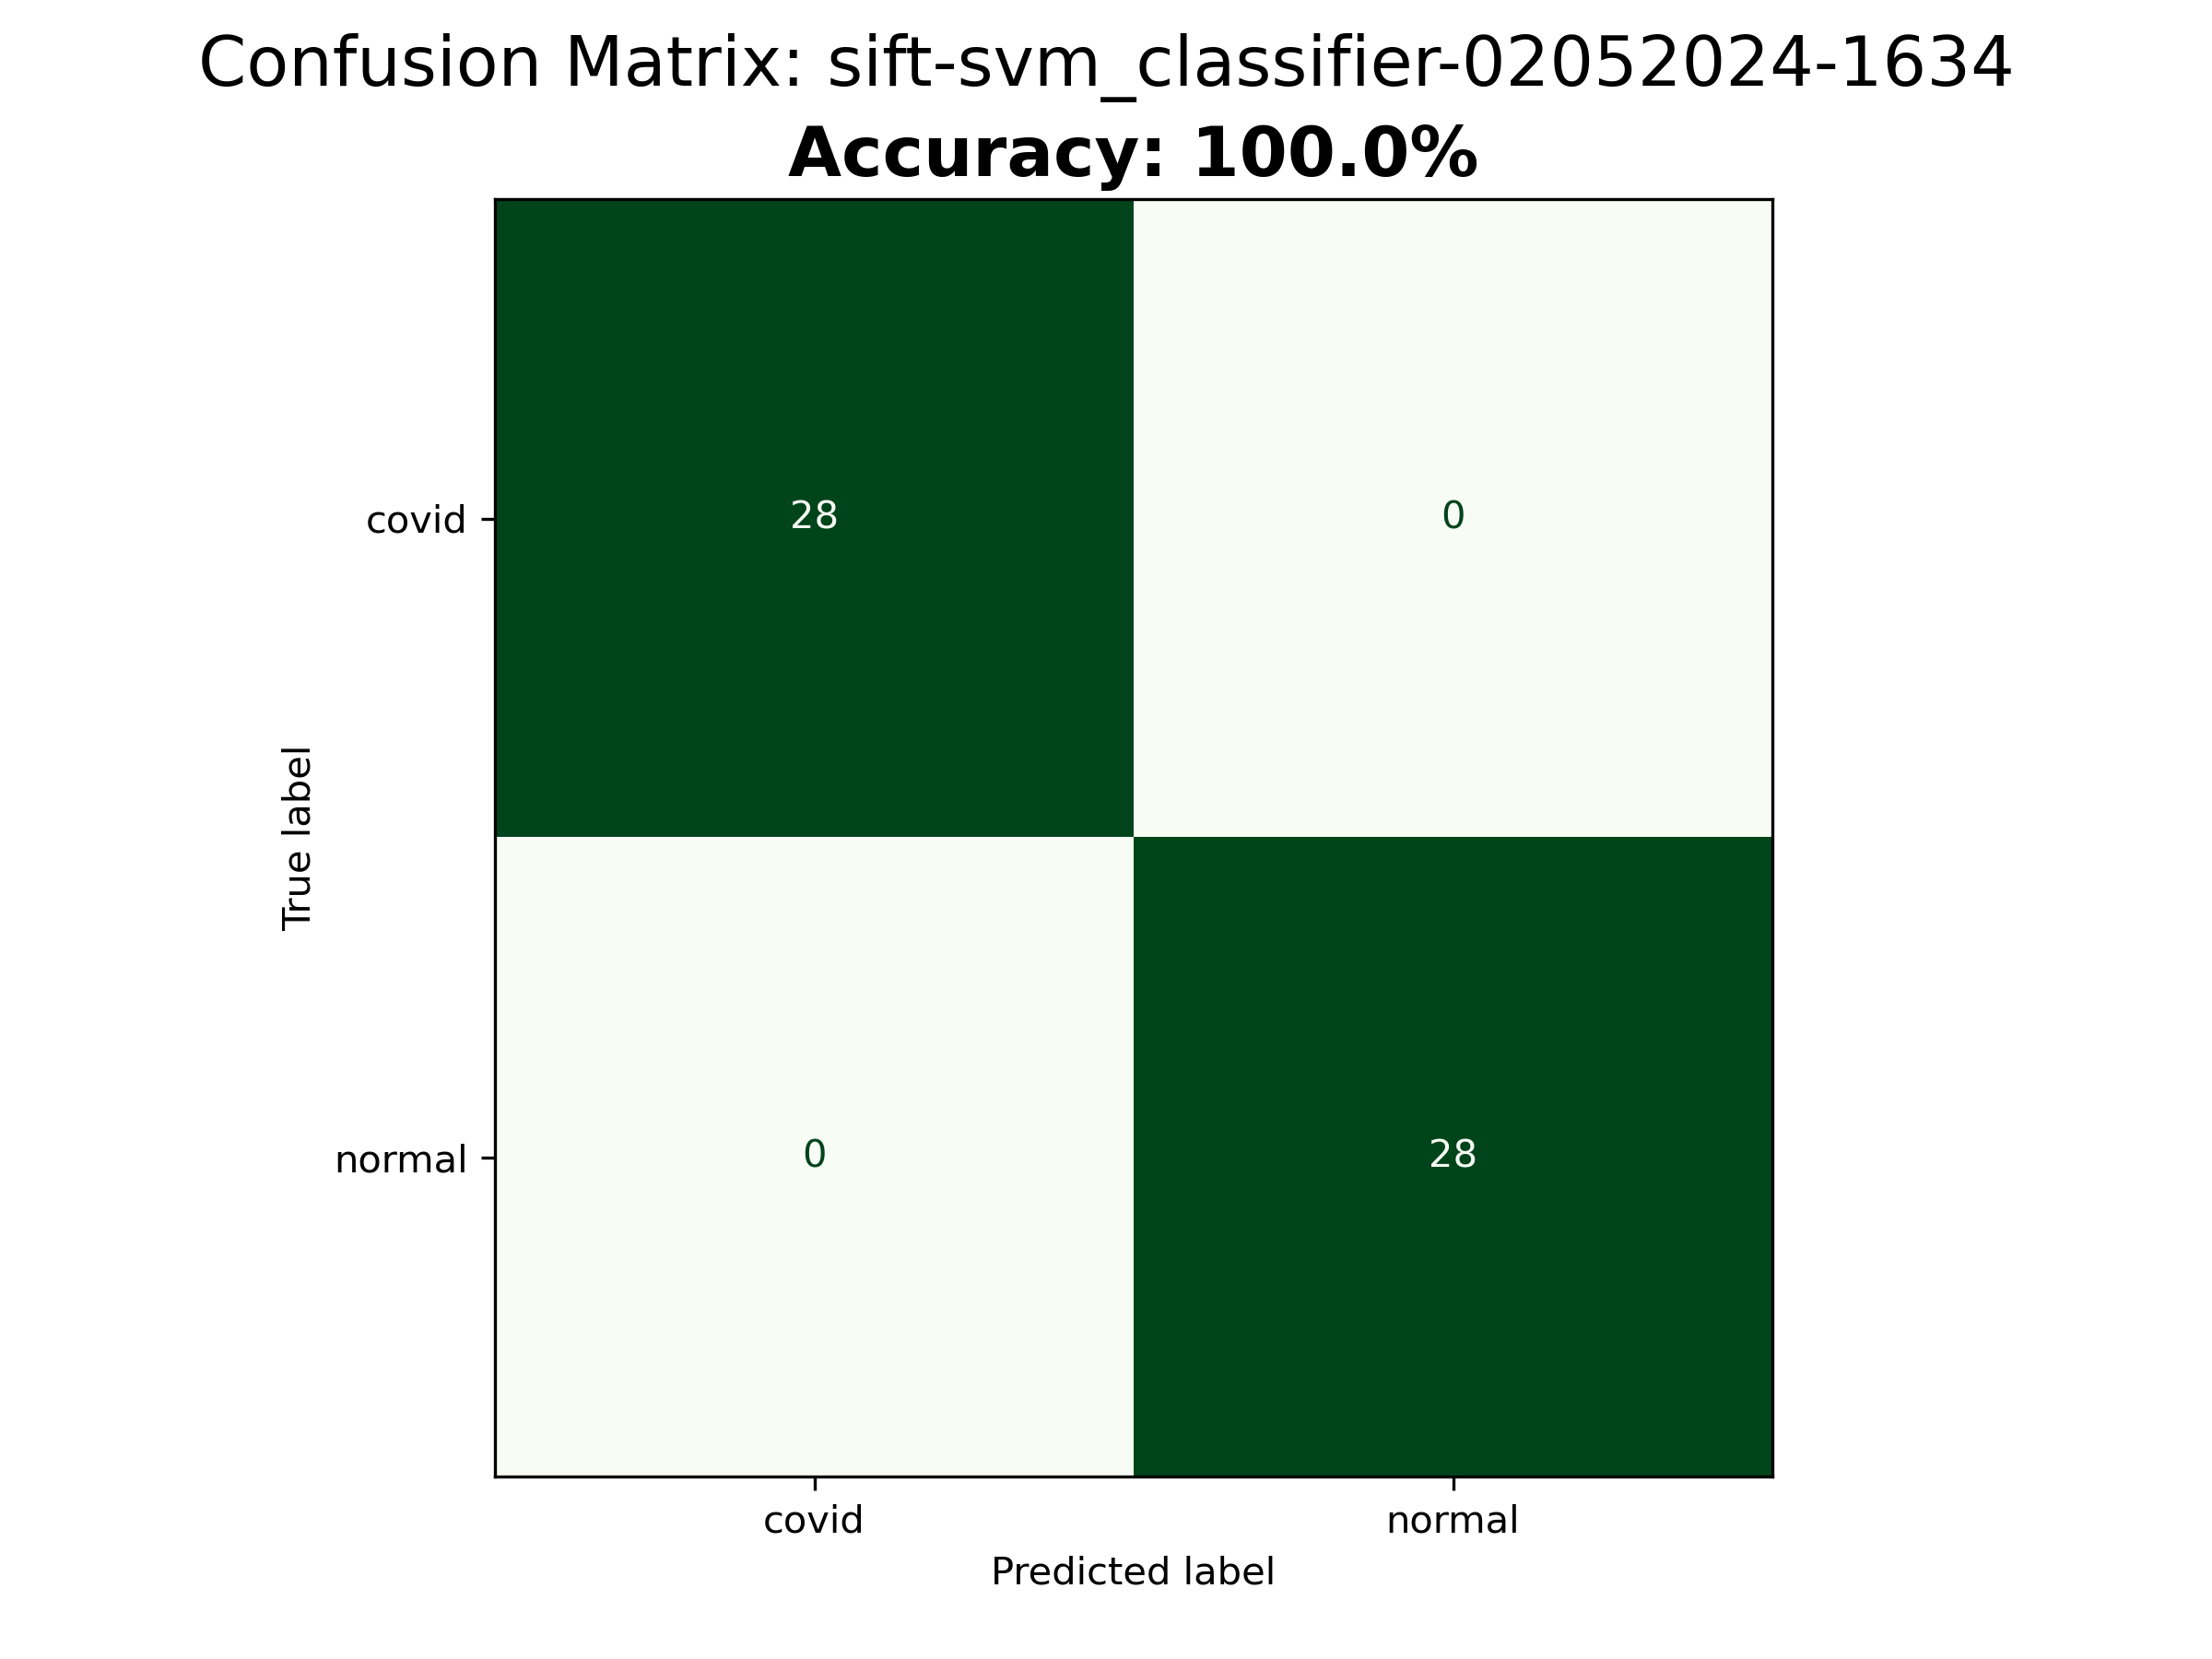 Confusion Matrix: sift-svm_classifier-02052024-1634
Accuracy: 100.0%
covid
28
0
True label
normal
0
28
covid
normal
Predicted label